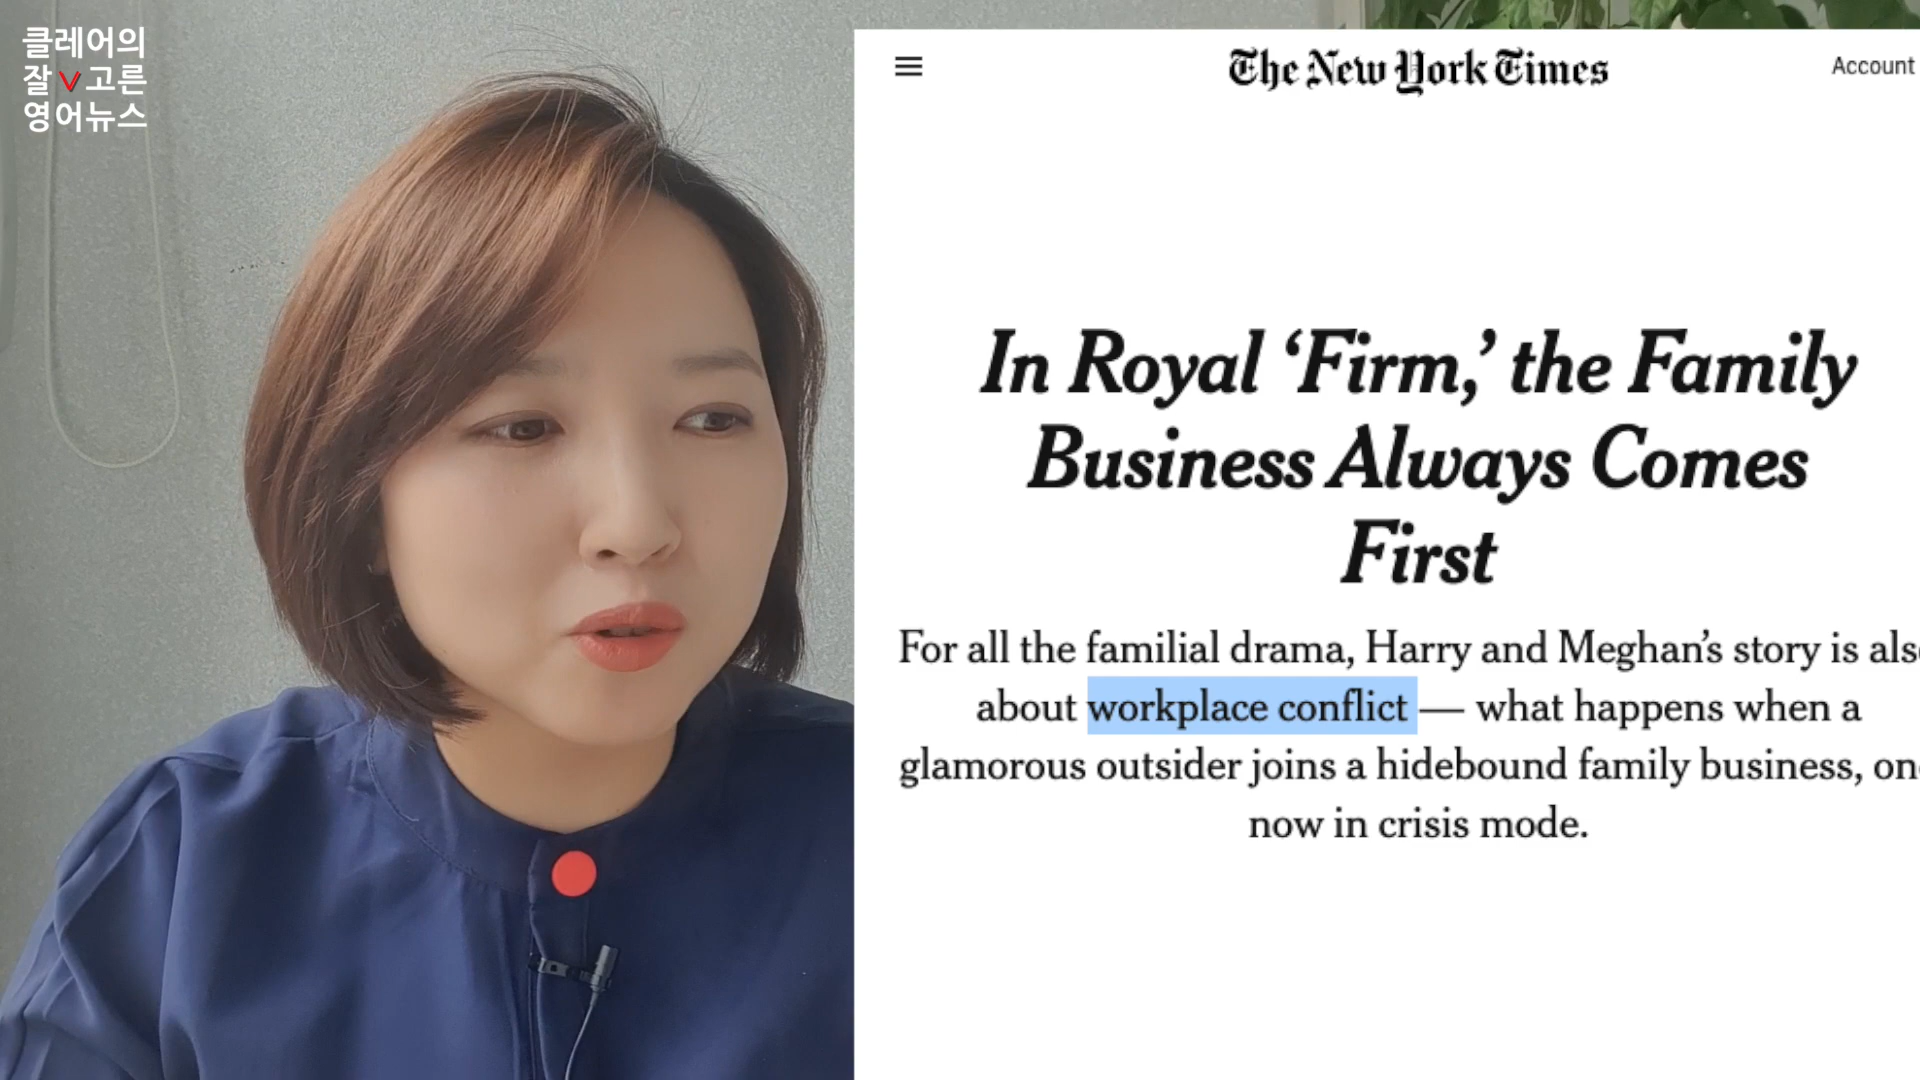 클레어의
잘 V 고른
영어뉴스
The New York Times
Account
In Royal ‘Firm,’ the Family
Business Always Comes
First
For all the familial drama, Harry and Meghan’s story is als
about workplace conflict — what happens when a
glamorous outsider joins a hidebound family business, on
now in crisis mode.